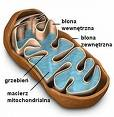 błona
wewnętrzna
błona
zewnętrzna
grzebień
macierz
mitochondrialna